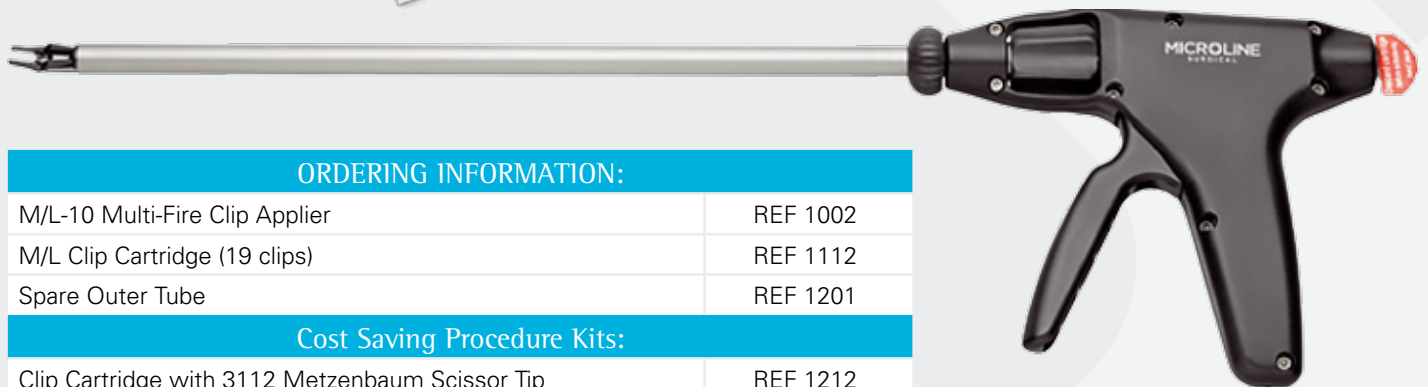 MICROLINE
SURGICAL
ORDERING INFORMATION:
M/L-10 Multi-Fire Clip Applier REF 1002
M/L Clip Cartridge (19 clips) REF 1112
Spare Outer Tube REF 1201
Cost Saving Procedure Kits:
Clip Cartridge with 3112 Metzenbaum Scissor Tip REF 1212